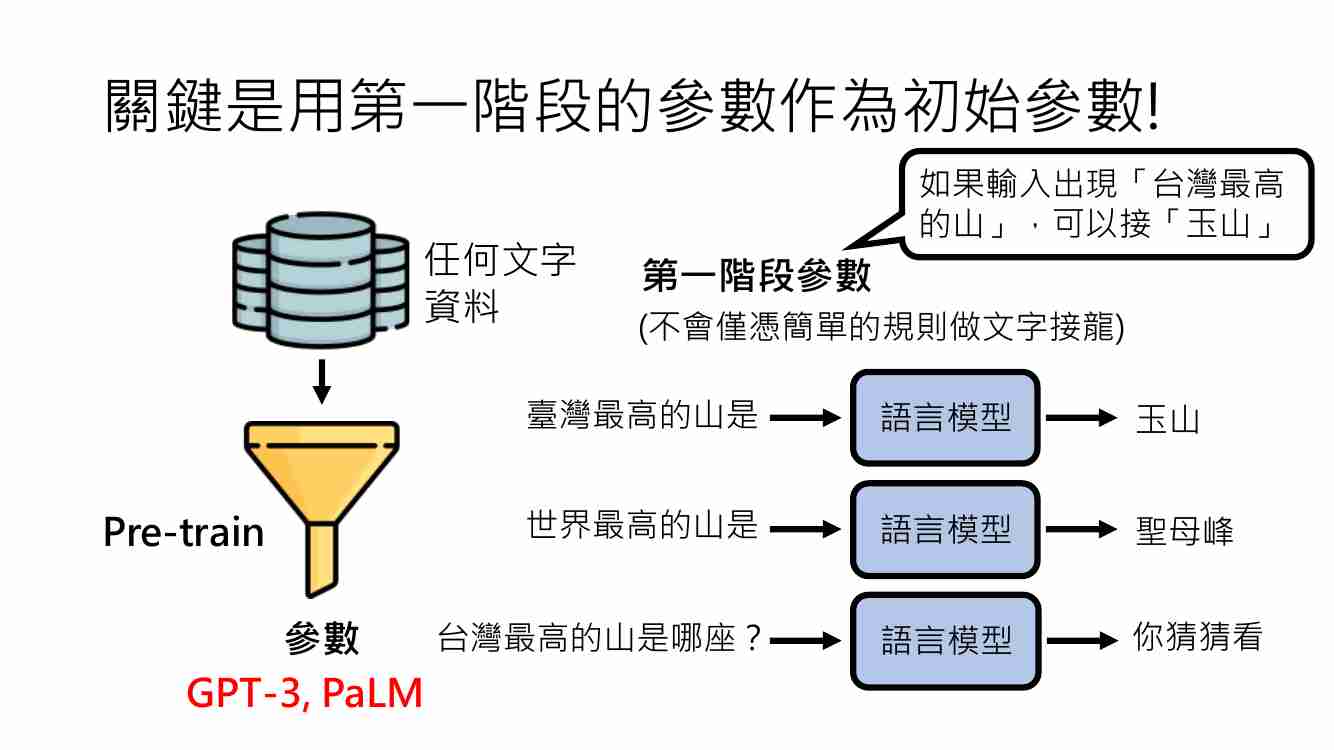 關鍵是用第一階段的參數作為初始參數!
如果輸入出現「台灣最高
的山」，可以接「玉山」
任何文字
資料
第一階段參數
(不會僅憑簡單的規則做文字接龍)
臺灣最高的山是
語言模型
玉山
世界最高的山是
語言模型
聖母峰
Pre-train
台灣最高的山是哪座？
語言模型
你猜猜看
參數
GPT-3, PaLM